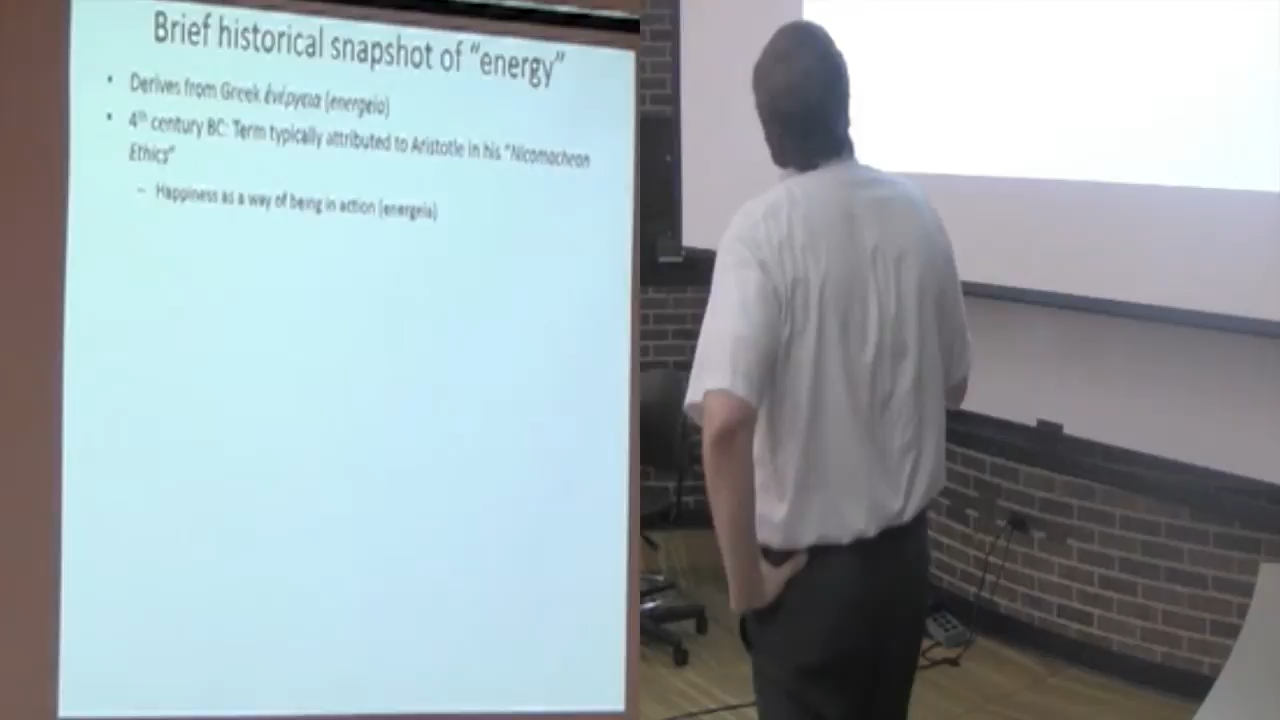 Brief historical snapshot of "energy"
• Derives from Greek ἐνέργεια (energeia)
• 4th century BC: Term typically attributed to Aristotle in his "Nicomachean
Ethics"
– Happiness as a way of being in action (energeia)